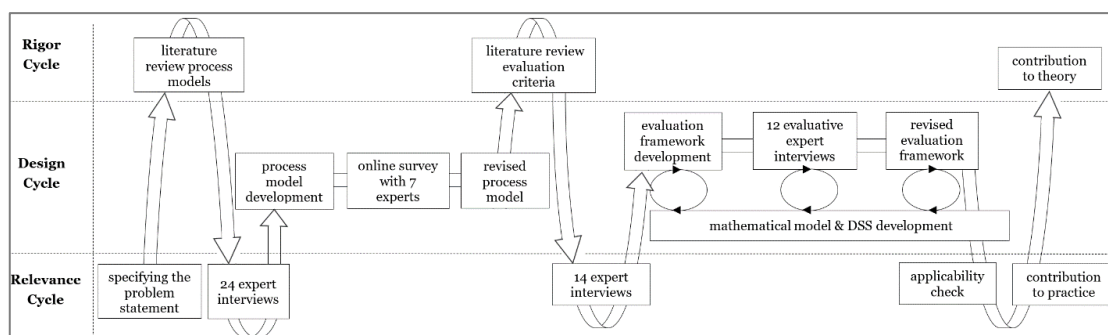 Rigor
Cycle
literature
review process
models
literature review
evaluation
criteria
contribution
to theory
Design
Cycle
process
model
development
online survey
with 7
experts
revised
process
model
evaluation
framework
development
12 evaluative
expert
interviews
revised
evaluation
framework
mathematical model & DSS development
Relevance
Cycle
specifying the
problem
statement
24 expert
interviews
14 expert
interviews
applicability
check
contribution
to practice